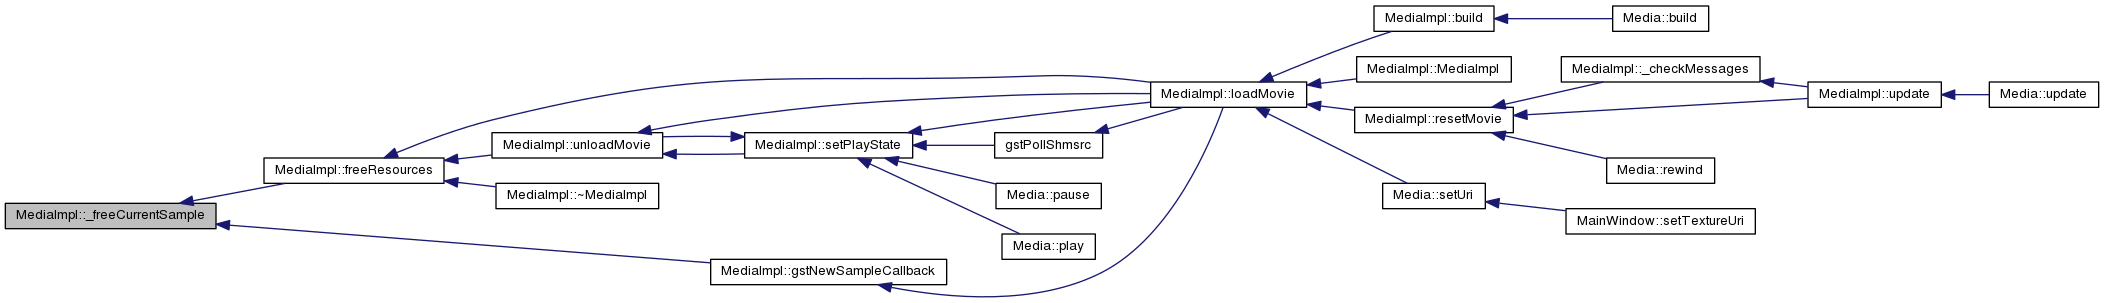 MediaImpl::_freeCurrentSample
MediaImpl::freeResources
MediaImpl::gstNewSampleCallback
MediaImpl::unloadMovie
MediaImpl::~MediaImpl
MediaImpl::setPlayState
MediaImpl::loadMovie
gstPollShmsrc
Media::pause
Media::play
MediaImpl::build
MediaImpl::MediaImpl
MediaImpl::resetMovie
Media::setUri
Media::build
MediaImpl::_checkMessages
MediaImpl::update
Media::update
Media::rewind
MainWindow::setTextureUri